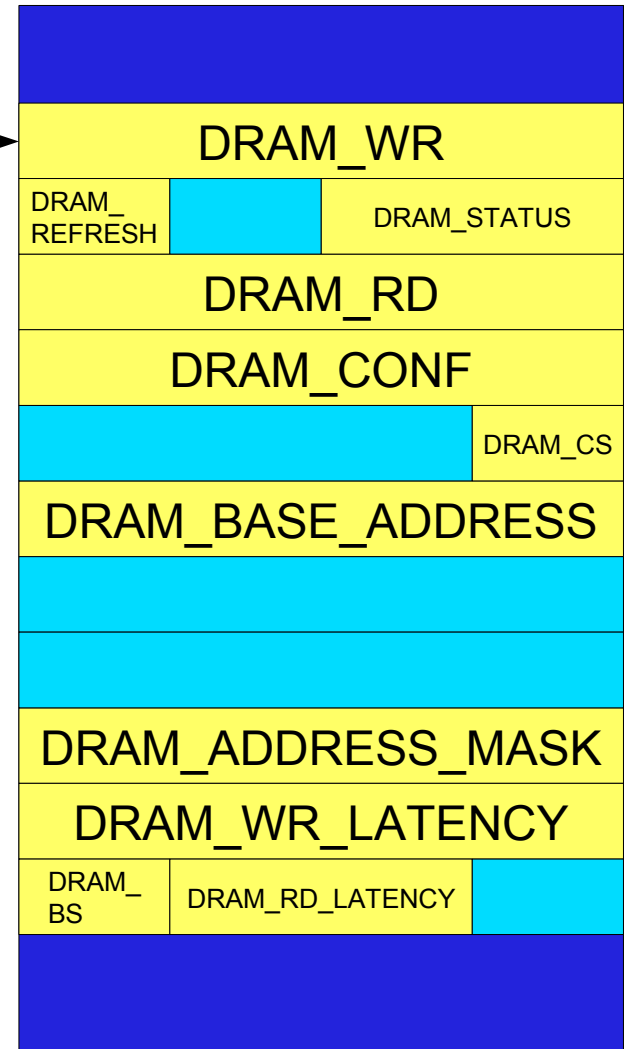 DRAM_WR
DRAM_
REFRESH
DRAM_STATUS
DRAM_RD
DRAM_CONF
DRAM_CS
DRAM_BASE_ADDRESS
DRAM_ADDRESS_MASK
DRAM_WR_LATENCY
DRAM_
BS
DRAM_RD_LATENCY